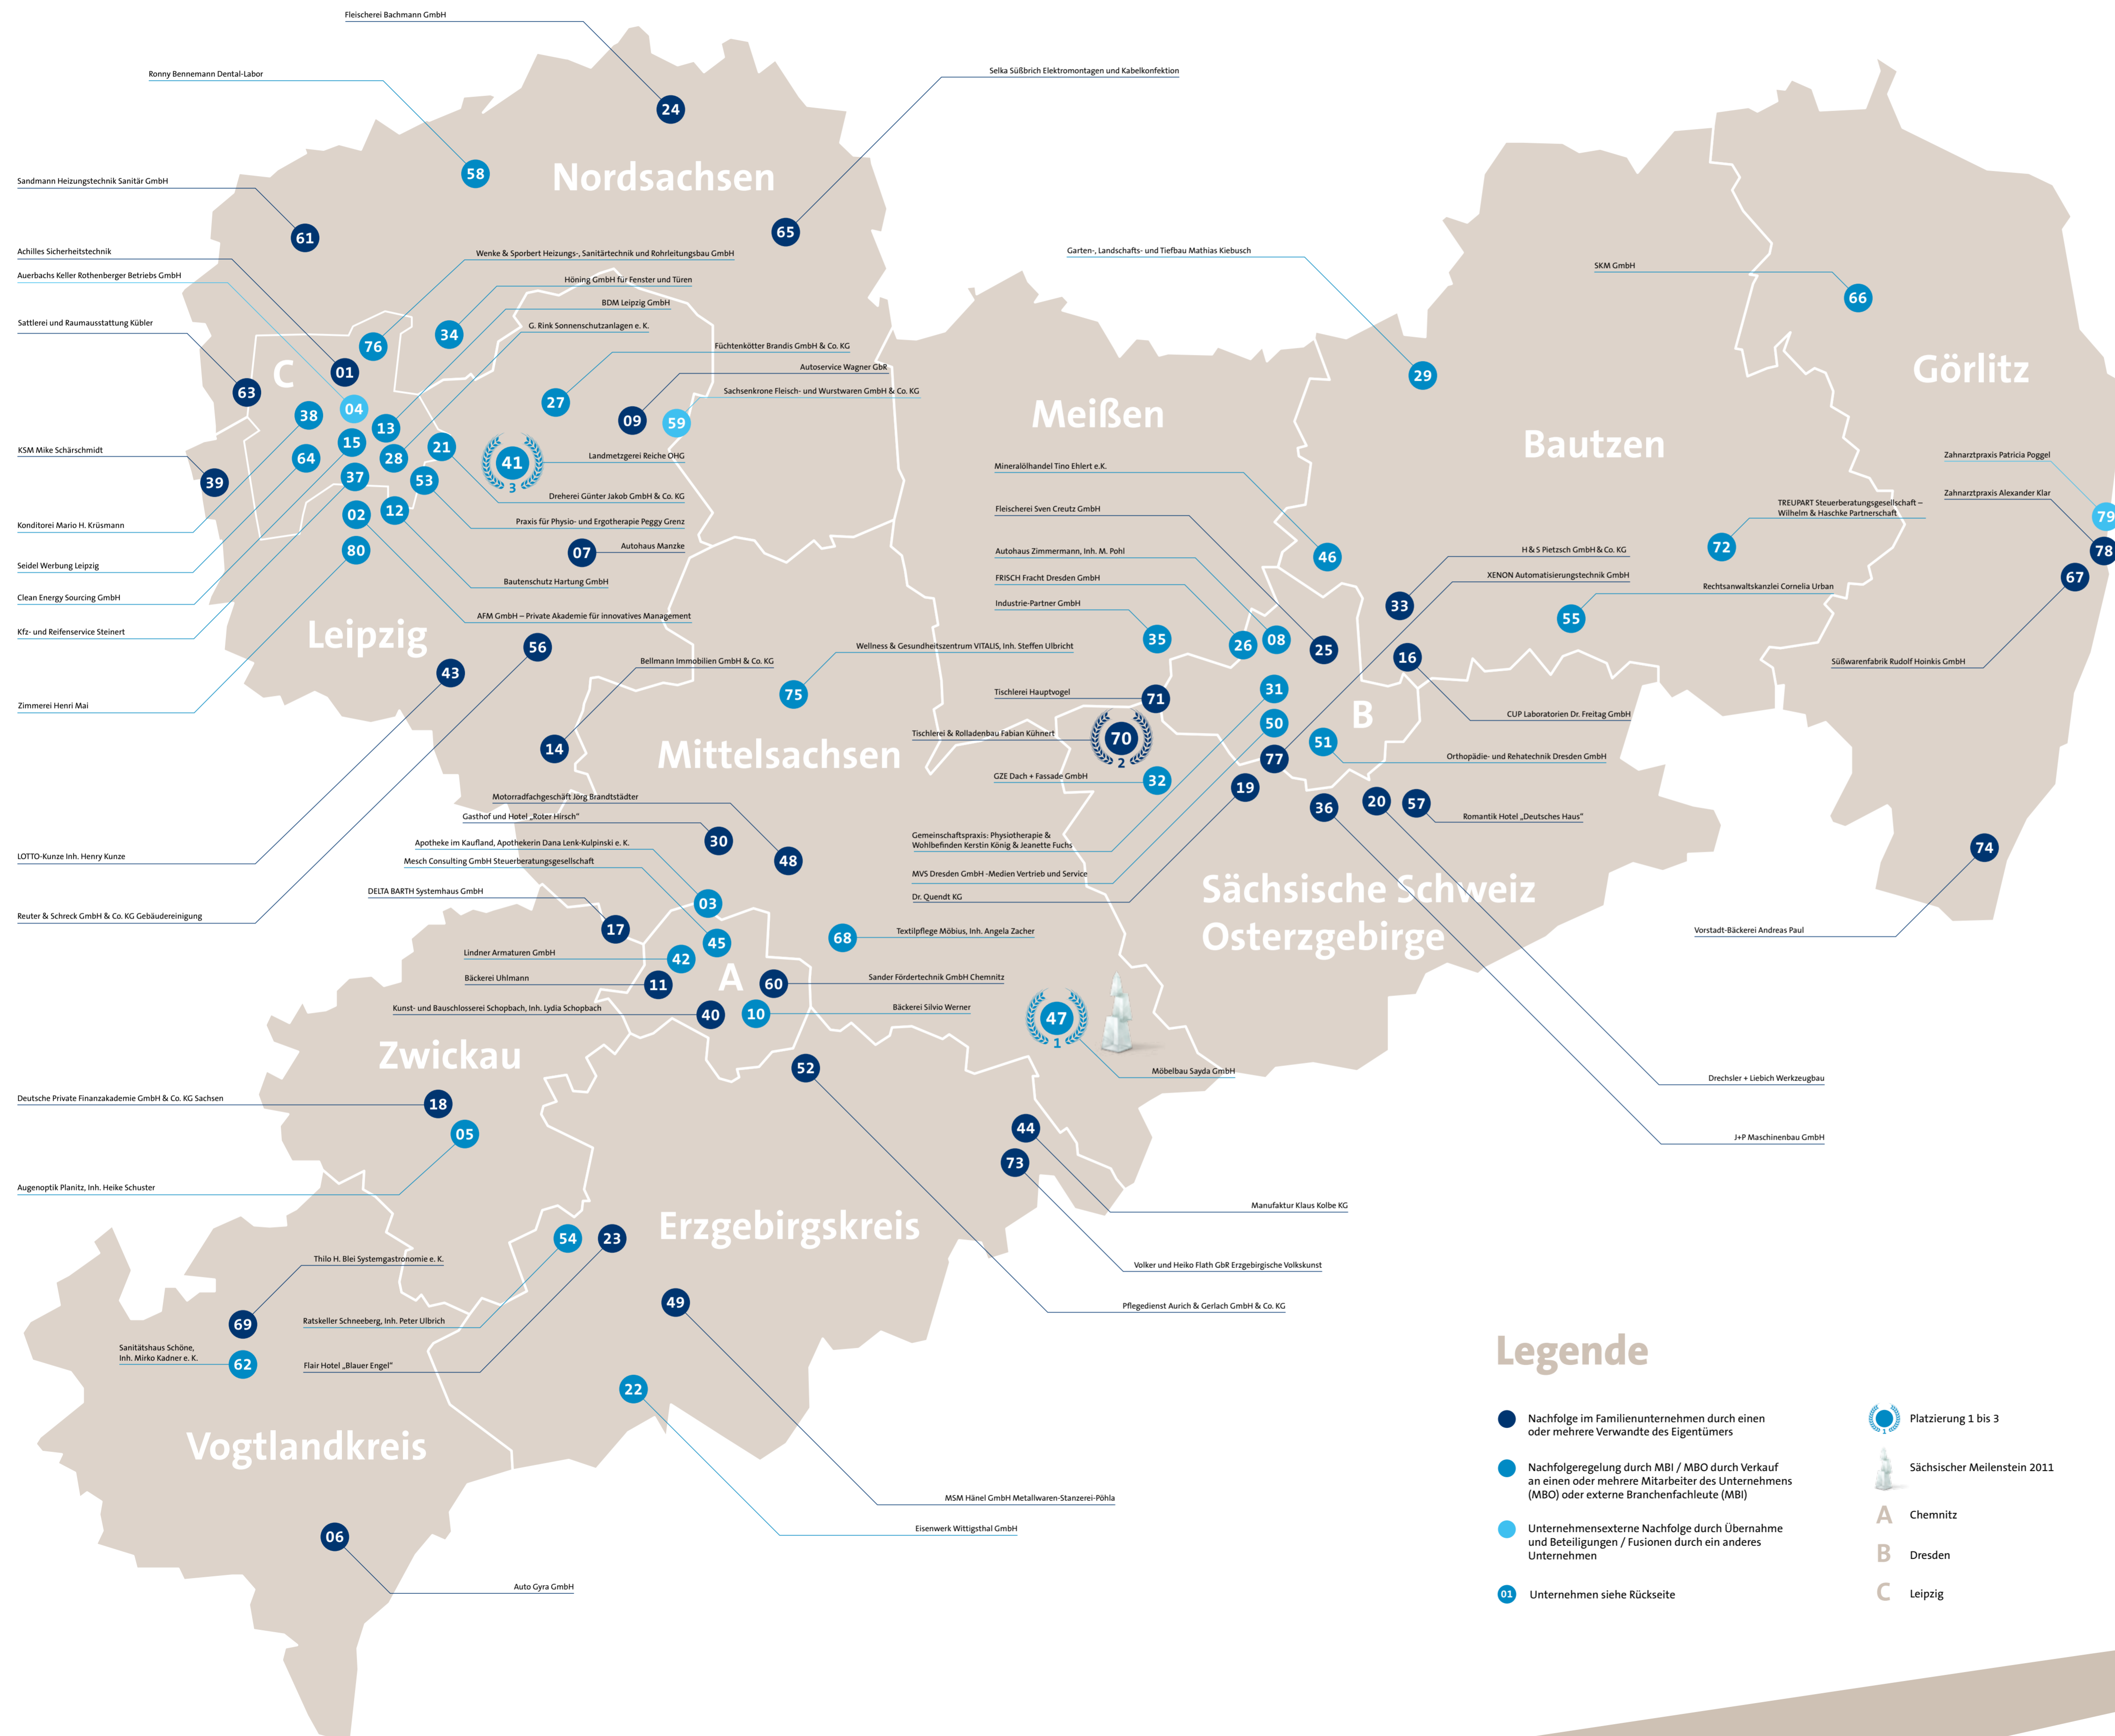 Fleischerei Bachmann GmbH
Ronny Bennemann Dental-Labor
Selka Süßbrich Elektromontagen und Kabelkonfektion
24
58
Nordsachsen
Sandmann Heizungstechnik Sanitär GmbH
61
65
Achilles Sicherheitstechnik
Wenke & Sporbert Heizungs-, Sanitärtechnik und Rohrleitungsbau GmbH
Garten-, Landschafts- und Tiefbau Mathias Kiebusch
SKM GmbH
66
Auerbachs Keller Rothenberger Betriebs GmbH
Höning GmbH für Fenster und Türen
BDM Leipzig GmbH
Sattlerei und Raumausstattung Kübler
G. Rink Sonnenschutzanlagen e. K.
34
76
Füchtenkötter Brandis GmbH & Co. KG
Autoservice Wagner GbR
Sachsenkrone Fleisch- und Wurstwaren GmbH & Co. KG
C
01
29
Görlitz
63
38
04
27
09
59
13
Meißen
Bautzen
15
21
64
28
41
3
Landmetzgerei Reiche OHG
KSM Mike Schärschmidt
39
37
53
Mineralölhandel Tino Ehlert e.K.
Zahnarztpraxis Patricia Poggel
Zahnarztpraxis Alexander Klar
Dreherei Günter Jakob GmbH & Co. KG
02
12
Fleischerei Sven Creutz GmbH
TREUPART Steuerberatungsgesellschaft –
Wilhelm & Haschke Partnerschaft
79
Konditorei Mario H. Krüsmann
Praxis für Physio- und Ergotherapie Peggy Grenz
80
07
Autohaus Manzke
Autohaus Zimmermann, Inh. M. Pohl
46
H & S Pietzsch GmbH & Co. KG
72
78
Seidel Werbung Leipzig
Bautenschutz Hartung GmbH
FRISCH Fracht Dresden GmbH
XENON Automatisierungstechnik GmbH
67
Rechtsanwaltskanzlei Cornelia Urban
Clean Energy Sourcing GmbH
Industrie-Partner GmbH
33
55
AFM GmbH – Private Akademie für innovatives Management
Kfz- und Reifenservice Steinert
Leipzig
56
35
26
08
25
16
Wellness & Gesundheitszentrum VITALIS, Inh. Steffen Ulbricht
Bellmann Immobilien GmbH & Co. KG
Süßwarenfabrik Rudolf Hoinkis GmbH
43
75
Tischlerei Hauptvogel
71
31
Zimmerei Henri Mai
B
CUP Laboratorien Dr. Freitag GmbH
50
Tischlerei & Rolladenbau Fabian Kühnert
70
2
51
14
Mittelsachsen
77
Orthopädie- und Rehatechnik Dresden GmbH
GZE Dach + Fassade GmbH
32
19
Motorradfachgeschäft Jörg Brandtstädter
36
20
57
Gasthof und Hotel „Roter Hirsch“
Romantik Hotel „Deutsches Haus“
Gemeinschaftspraxis: Physiotherapie &
Wohlbefinden Kerstin König & Jeanette Fuchs
Apotheke im Kaufland, Apothekerin Dana Lenk-Kulpinski e. K.
30
48
74
LOTTO-Kunze Inh. Henry Kunze
Mesch Consulting GmbH Steuerberatungsgesellschaft
MVS Dresden GmbH -Medien Vertrieb und Service
DELTA BARTH Systemhaus GmbH
Dr. Quendt KG
Sächsische Schweiz
Osterzgebirge
03
Reuter & Schreck GmbH & Co. KG Gebäudereinigung
17
45
68
Textilpflege Möbius, Inh. Angela Zacher
Vorstadt-Bäckerei Andreas Paul
Lindner Armaturen GmbH
42
Bäckerei Uhlmann
11
A
60
Sander Fördertechnik GmbH Chemnitz
Kunst- und Bauschlosserei Schopbach, Inh. Lydia Schopbach
40
10
Bäckerei Silvio Werner
47
1
Zwickau
52
Möbelbau Sayda GmbH
Drechsler + Liebich Werkzeugbau
Deutsche Private Finanzakademie GmbH & Co. KG Sachsen
18
05
44
J+P Maschinenbau GmbH
73
Augenoptik Planitz, Inh. Heike Schuster
Manufaktur Klaus Kolbe KG
Erzgebirgskreis
54
23
Thilo H. Blei Systemgastronomie e. K.
Volker und Heiko Flath GbR Erzgebirgische Volkskunst
49
Pflegedienst Aurich & Gerlach GmbH & Co. KG
69
Ratskeller Schneeberg, Inh. Peter Ulbrich
Sanitätshaus Schöne,
Inh. Mirko Kadner e. K.
62
Flair Hotel „Blauer Engel“
22
Vogtlandkreis
MSM Hänel GmbH Metallwaren-Stanzerei-Pöhla
Eisenwerk Wittigsthal GmbH
06
Auto Gyra GmbH
Legende
Nachfolge im Familienunternehmen durch einen
oder mehrere Verwandte des Eigentümers
Nachfolgeregelung durch MBI / MBO durch Verkauf
an einen oder mehrere Mitarbeiter des Unternehmens
(MBO) oder externe Branchenfachleute (MBI)
Unternehmensexterne Nachfolge durch Übernahme
und Beteiligungen / Fusionen durch ein anderes
Unternehmen
01
Unternehmen siehe Rückseite
1
Platzierung 1 bis 3
Sächsischer Meilenstein 2011
A
Chemnitz
B
Dresden
C
Leipzig